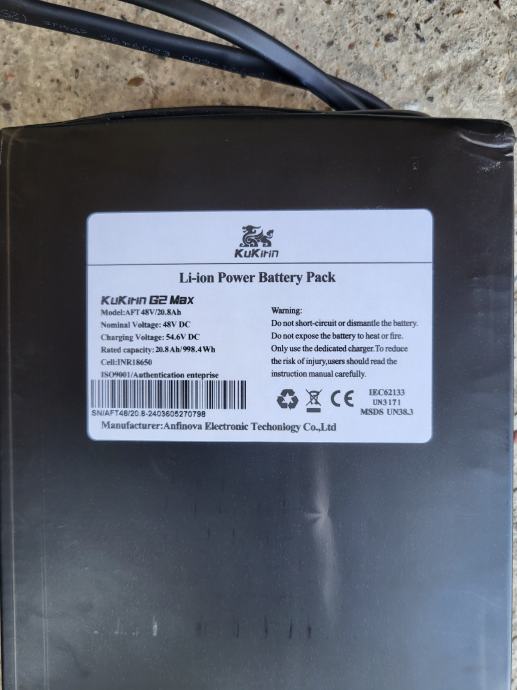 KuKirin
Li-ion Power Battery Pack
KuKirin G2 Max
Model:AFT 48V/20.8Ah
Nominal Voltage: 48V DC
Charging Voltage: 54.6V DC
Rated capacity: 20.8Ah/998.4Wh
Cell:INR18650
ISO9001/Authentication enteprise
SN/AFT48/20.8-2403605270798
Warning:
Do not short-circuit or dismantle the battery.
Do not expose the battery to heat or fire.
Only use the dedicated charger.To reduce
the risk of injury,users should read the
instruction manual carefully.
CE
IEC62133
UN3171
MSDS UN38.3
Manufacturer:Anfinova Electronic Techonlogy Co.,Ltd